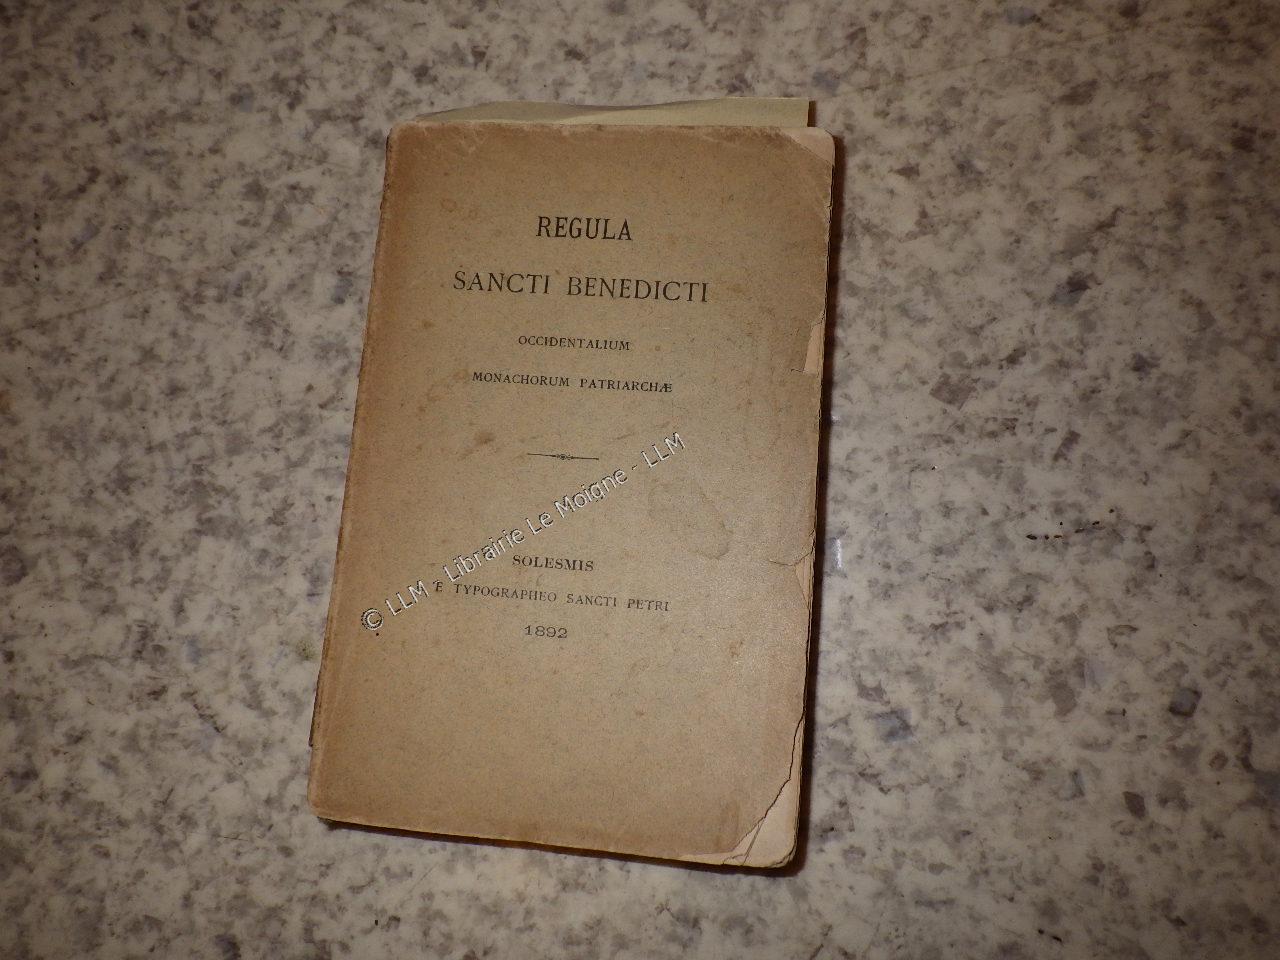 REGULA
SANCTI BENEDICTI
OCCIDENTALIUM
MONACHORUM PATRIARCHÆ
© LLM - Librairie Le Moigne - LLM
SOLESMIS
E TYPOGRAPHEO SANCTI PETRI
1892